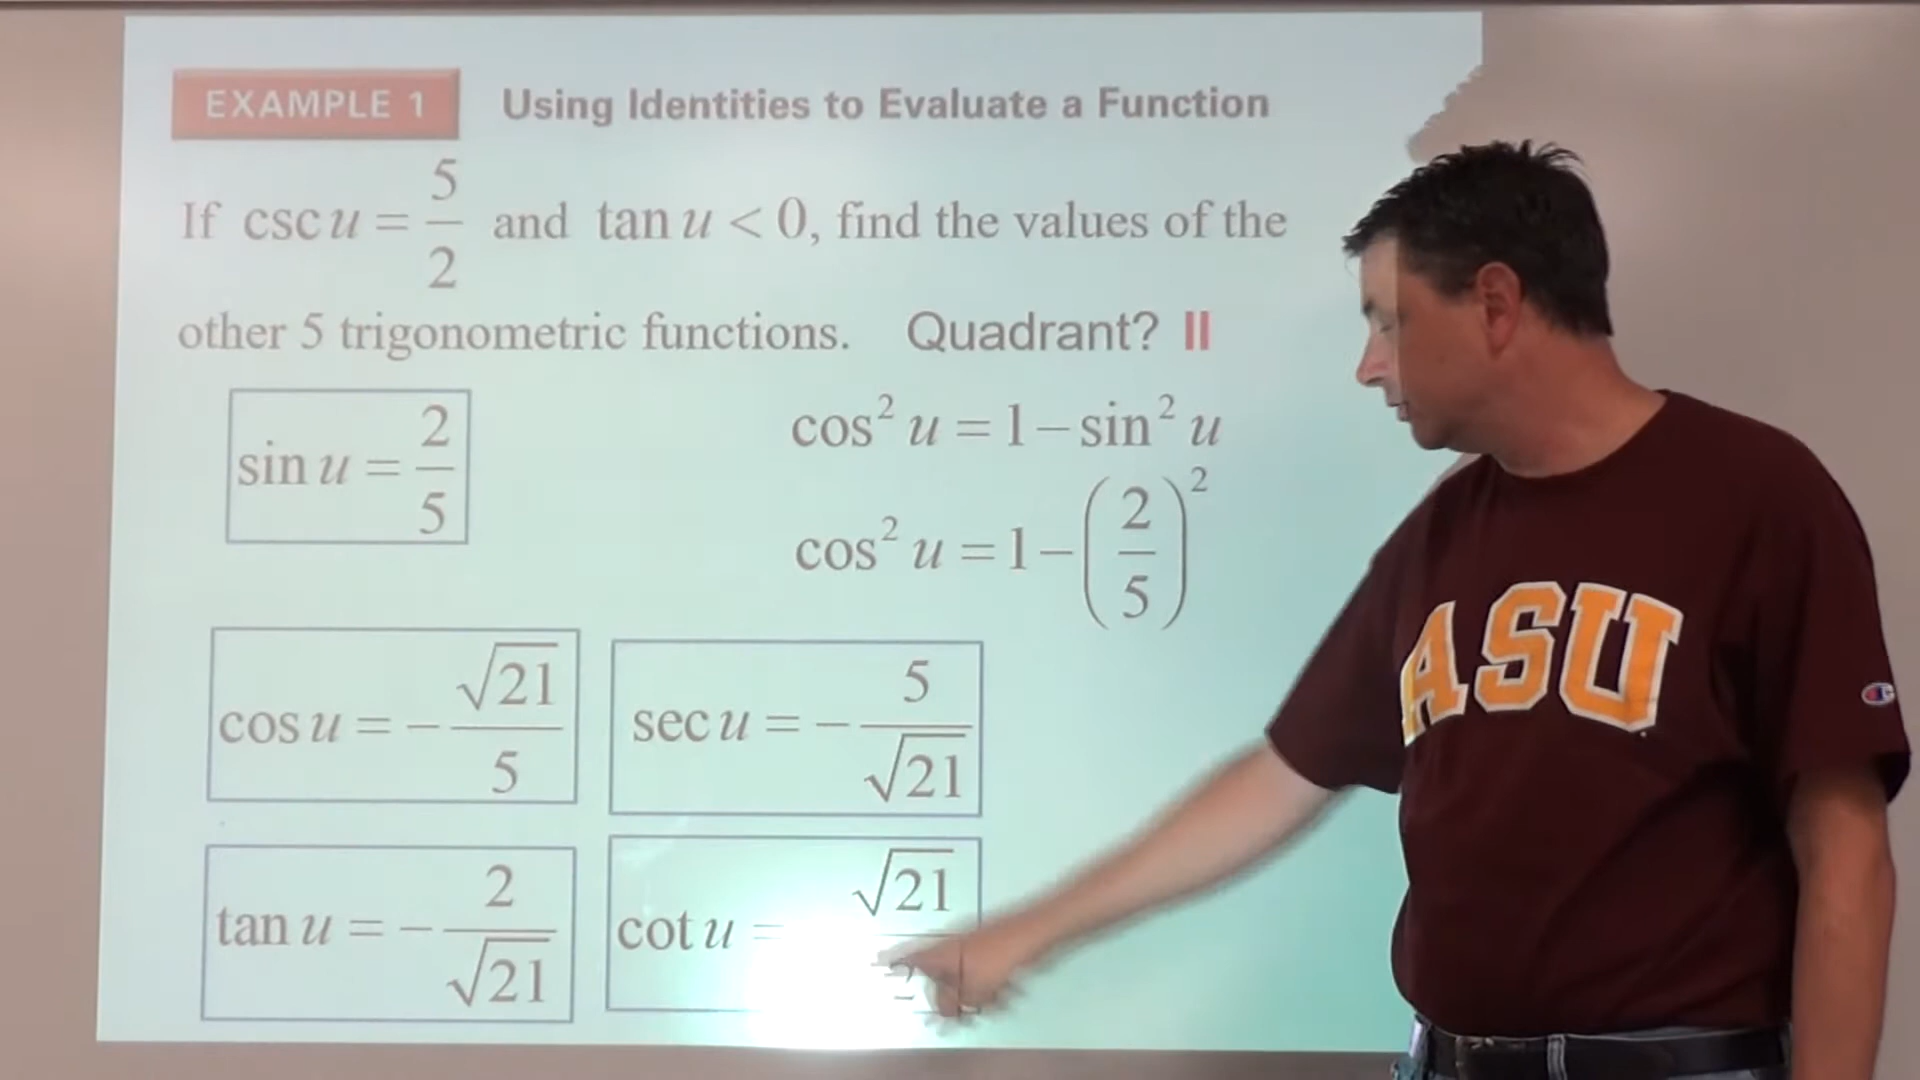 EXAMPLE 1 Using Identities to Evaluate a Function
If csc u = 5/2 and tan u < 0, find the values of the
other 5 trigonometric functions. Quadrant? II
sin u = 2/5
cos² u = 1 − sin² u
cos² u = 1 − (2/5)²
cos u = − √21/5
sec u = − 5/√21
tan u = − 2/√21
cot u = √21/2
ASU